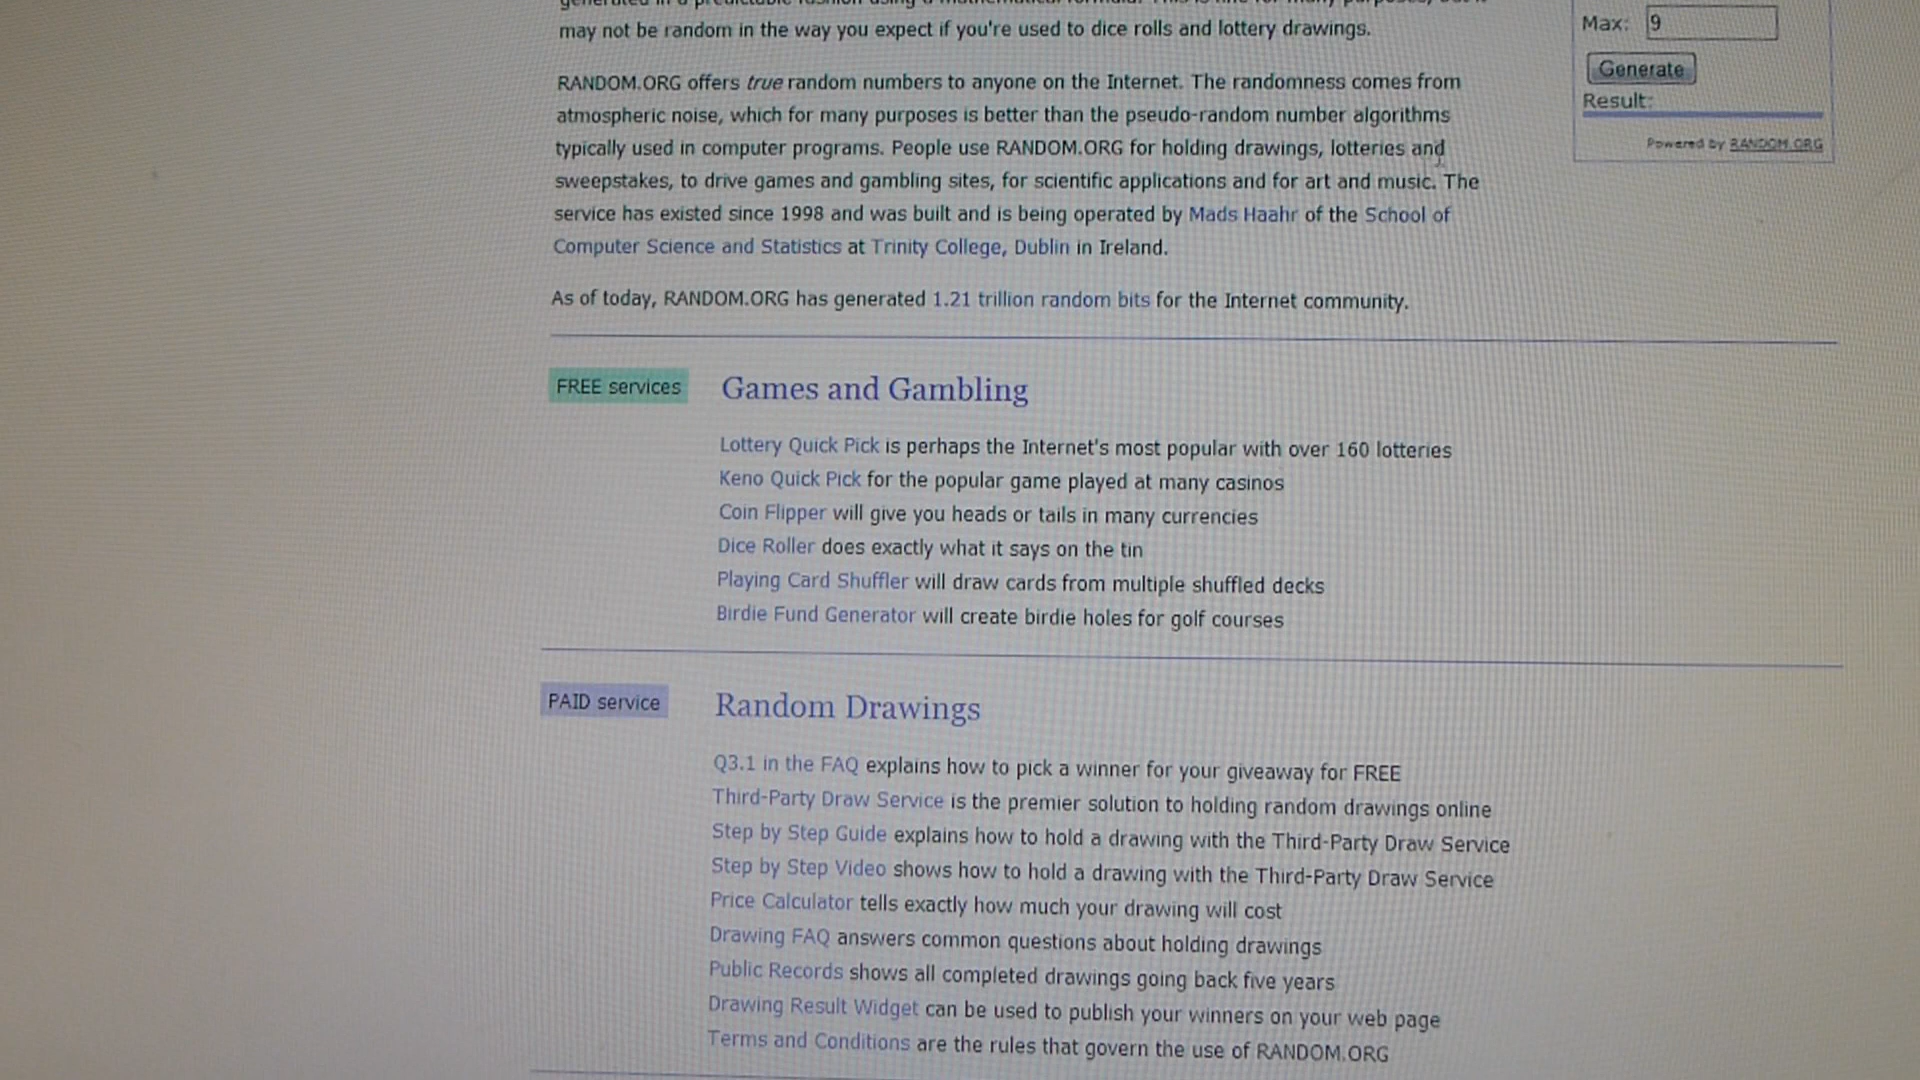 may not be random in the way you expect if you're used to dice rolls and lottery drawings.
RANDOM.ORG offers true random numbers to anyone on the Internet. The randomness comes from
atmospheric noise, which for many purposes is better than the pseudo-random number algorithms
typically used in computer programs. People use RANDOM.ORG for holding drawings, lotteries and
sweepstakes, to drive games and gambling sites, for scientific applications and for art and music. The
service has existed since 1998 and was built and is being operated by Mads Haahr of the School of
Computer Science and Statistics at Trinity College, Dublin in Ireland.
As of today, RANDOM.ORG has generated 1.21 trillion random bits for the Internet community.
Max: 9
Generate
Result:
Powered by RANDOM.ORG
FREE services
Games and Gambling
Lottery Quick Pick is perhaps the Internet's most popular with over 160 lotteries
Keno Quick Pick for the popular game played at many casinos
Coin Flipper will give you heads or tails in many currencies
Dice Roller does exactly what it says on the tin
Playing Card Shuffler will draw cards from multiple shuffled decks
Birdie Fund Generator will create birdie holes for golf courses
PAID service
Random Drawings
Q3.1 in the FAQ explains how to pick a winner for your giveaway for FREE
Third-Party Draw Service is the premier solution to holding random drawings online
Step by Step Guide explains how to hold a drawing with the Third-Party Draw Service
Step by Step Video shows how to hold a drawing with the Third-Party Draw Service
Price Calculator tells exactly how much your drawing will cost
Drawing FAQ answers common questions about holding drawings
Public Records shows all completed drawings going back five years
Drawing Result Widget can be used to publish your winners on your web page
Terms and Conditions are the rules that govern the use of RANDOM.ORG